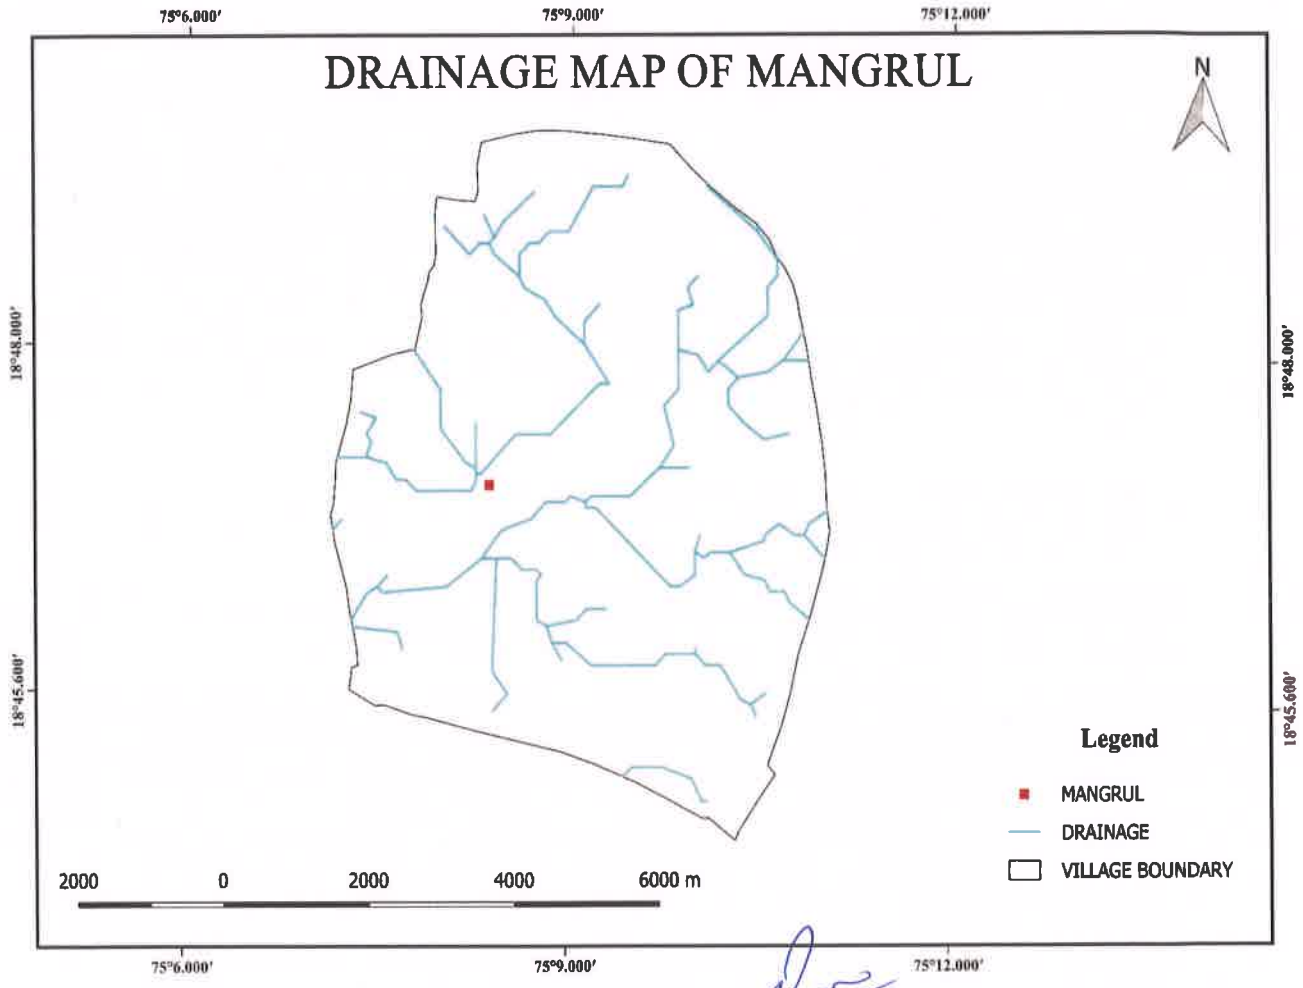 75°6.000' 75°9.000' 75°12.000'
DRAINAGE MAP OF MANGRUL
N
18°48.000' 18°48.000'
18°45.600' 18°45.600'
Legend
MANGRUL
DRAINAGE
VILLAGE BOUNDARY
2000 0 2000 4000 6000 m
75°6.000' 75°9.000' 75°12.000'